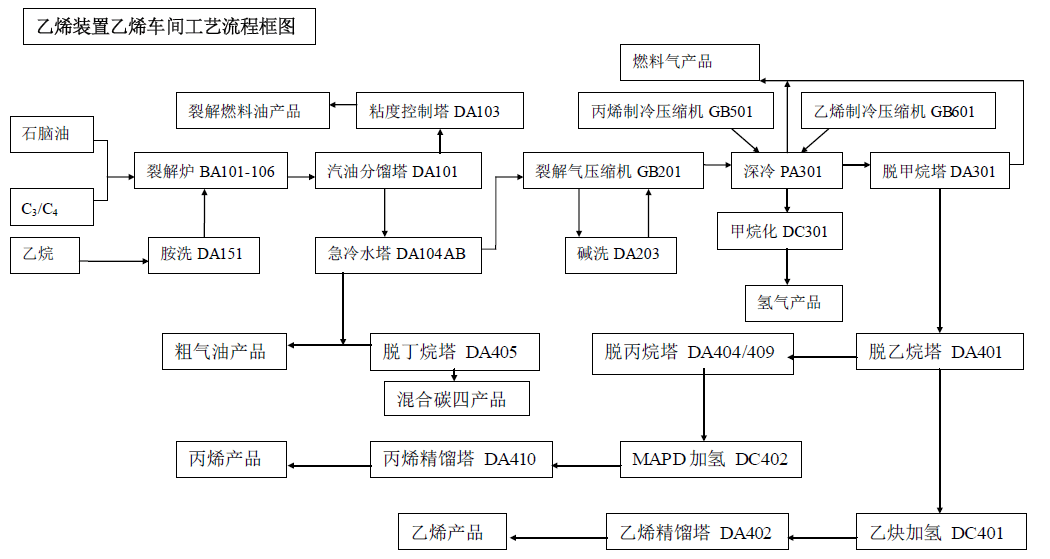 乙烯装置乙烯车间工艺流程框图
燃料气产品
裂解燃料油产品
粘度控制塔 DA103
丙烯制冷压缩机 GB501
乙烯制冷压缩机 GB601
石脑油
裂解炉 BA101-106
汽油分馏塔 DA101
裂解气压缩机 GB201
深冷 PA301
脱甲烷塔 DA301
C₃/C₄
乙烷
胺洗 DA151
急冷水塔 DA104AB
碱洗 DA203
甲烷化 DC301
氢气产品
粗气油产品
脱丁烷塔 DA405
脱丙烷塔 DA404/409
脱乙烷塔 DA401
混合碳四产品
丙烯产品
丙烯精馏塔 DA410
MAPD 加氢 DC402
乙烯产品
乙烯精馏塔 DA402
乙炔加氢 DC401